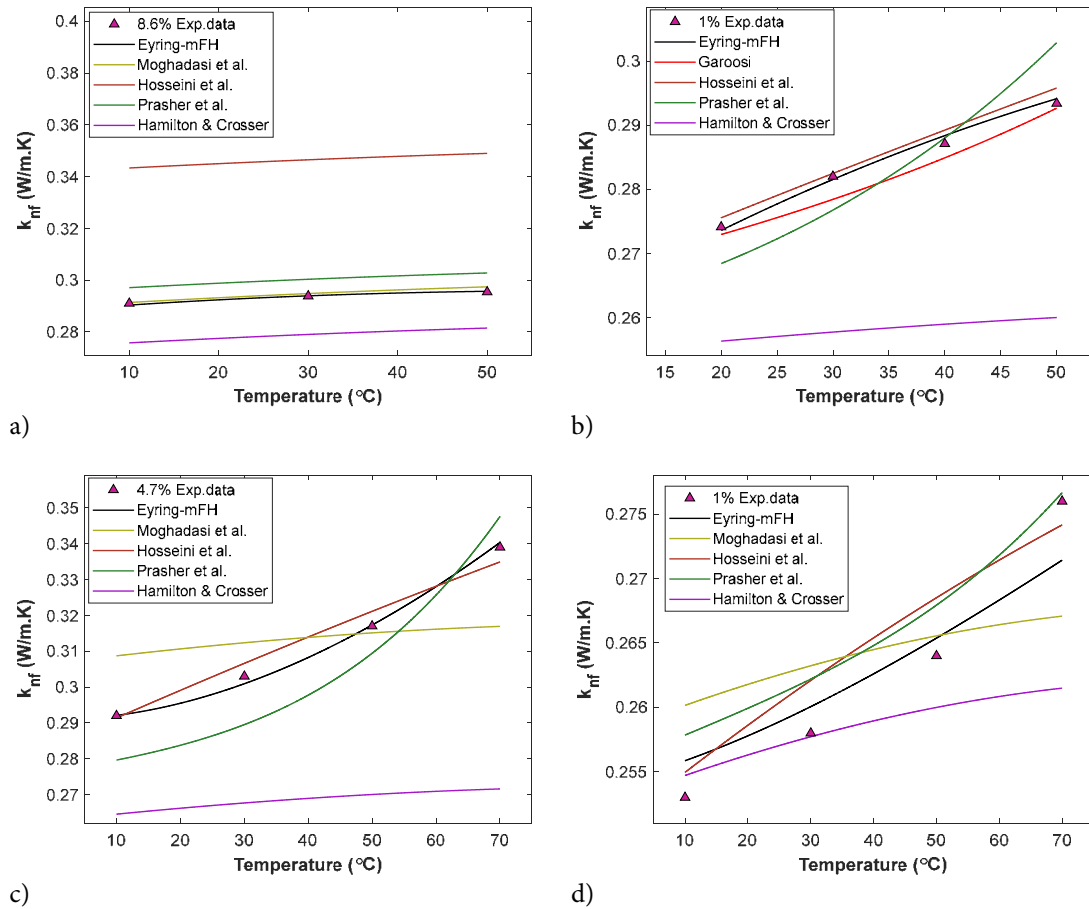 0.4
0.38
0.36
0.34
0.32
0.3
0.28
k_nf (W/m.K)
8.6% Exp.data
Eyring-mFH
Moghadasi et al.
Hosseini et al.
Prasher et al.
Hamilton & Crosser
10 20 30 40 50
Temperature (°C)
a)
0.3
0.29
0.28
0.27
0.26
k_nf (W/m.K)
1% Exp.data
Eyring-mFH
Garoosi
Hosseini et al.
Prasher et al.
Hamilton & Crosser
15 20 25 30 35 40 45 50
Temperature (°C)
b)
0.35
0.34
0.33
0.32
0.31
0.3
0.29
0.28
0.27
k_nf (W/m.K)
4.7% Exp.data
Eyring-mFH
Moghadasi et al.
Hosseini et al.
Prasher et al.
Hamilton & Crosser
10 20 30 40 50 60 70
Temperature (°C)
c)
0.275
0.27
0.265
0.26
0.255
k_nf (W/m.K)
1% Exp.data
Eyring-mFH
Moghadasi et al.
Hosseini et al.
Prasher et al.
Hamilton & Crosser
10 20 30 40 50 60 70
Temperature (°C)
d)